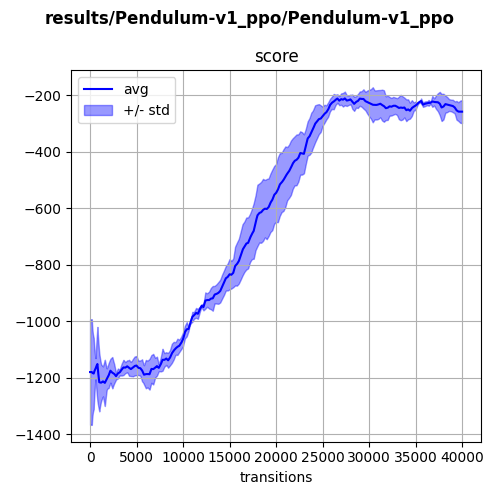 results/Pendulum-v1_ppo/Pendulum-v1_ppo
score
avg
+/- std
−200
−400
−600
−800
−1000
−1200
−1400
0 5000 10000 15000 20000 25000 30000 35000 40000
transitions